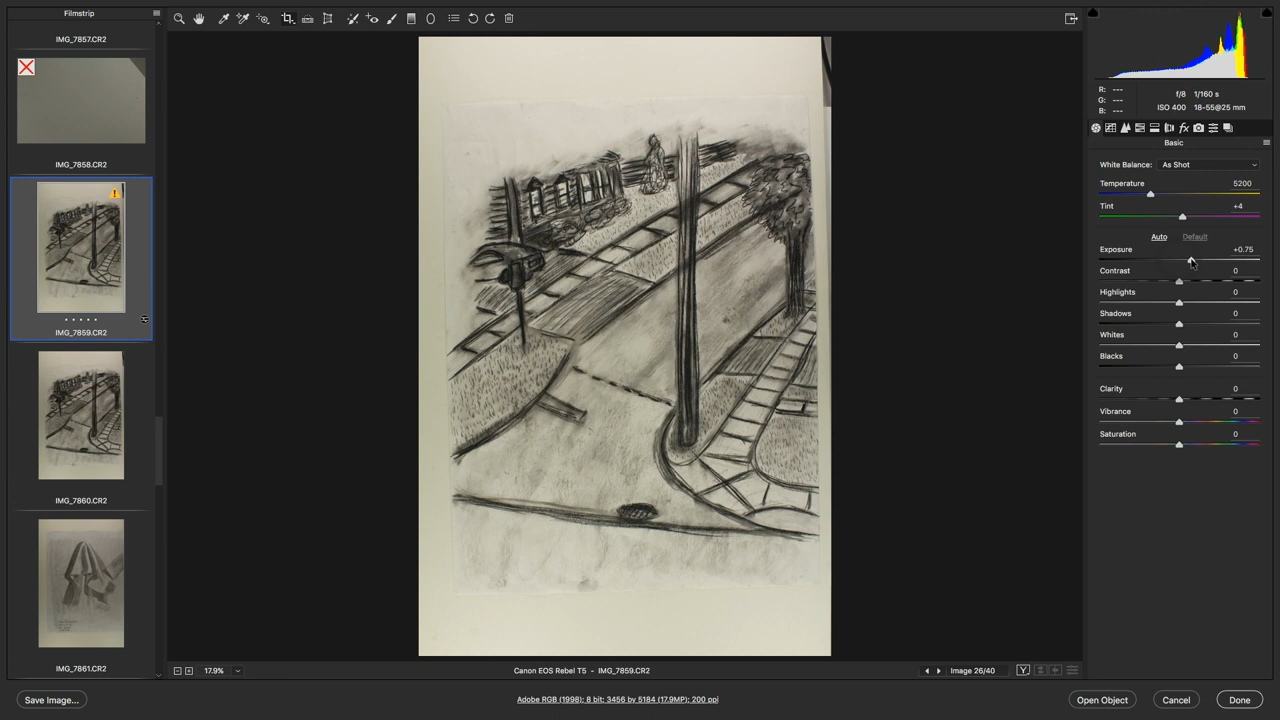 Filmstrip
IMG_7857.CR2
IMG_7858.CR2
IMG_7859.CR2
IMG_7860.CR2
IMG_7861.CR2
Save Image...
17.9%
Canon EOS Rebel T5 - IMG_7859.CR2
Image 26/40
Y
Adobe RGB (1998); 8 bit; 3456 by 5184 (17.9MP); 200 ppi
Open Object
Cancel
Done
R: ---
G: ---
B: ---
f/8 1/160 s
ISO 400 18-55@25 mm
fx
Basic
White Balance: As Shot
Temperature 5200
Tint +4
Auto Default
Exposure +0.75
Contrast 0
Highlights 0
Shadows 0
Whites 0
Blacks 0
Clarity 0
Vibrance 0
Saturation 0